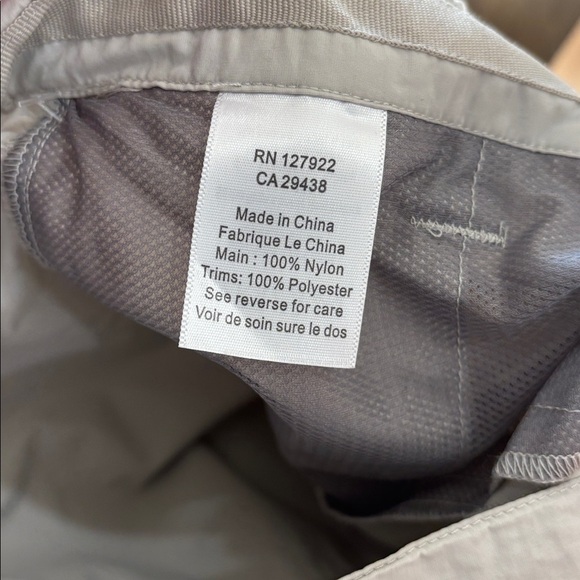 RN 127922
CA 29438
Made in China
Fabrique Le China
Main : 100% Nylon
Trims: 100% Polyester
See reverse for care
Voir de soin sure le dos